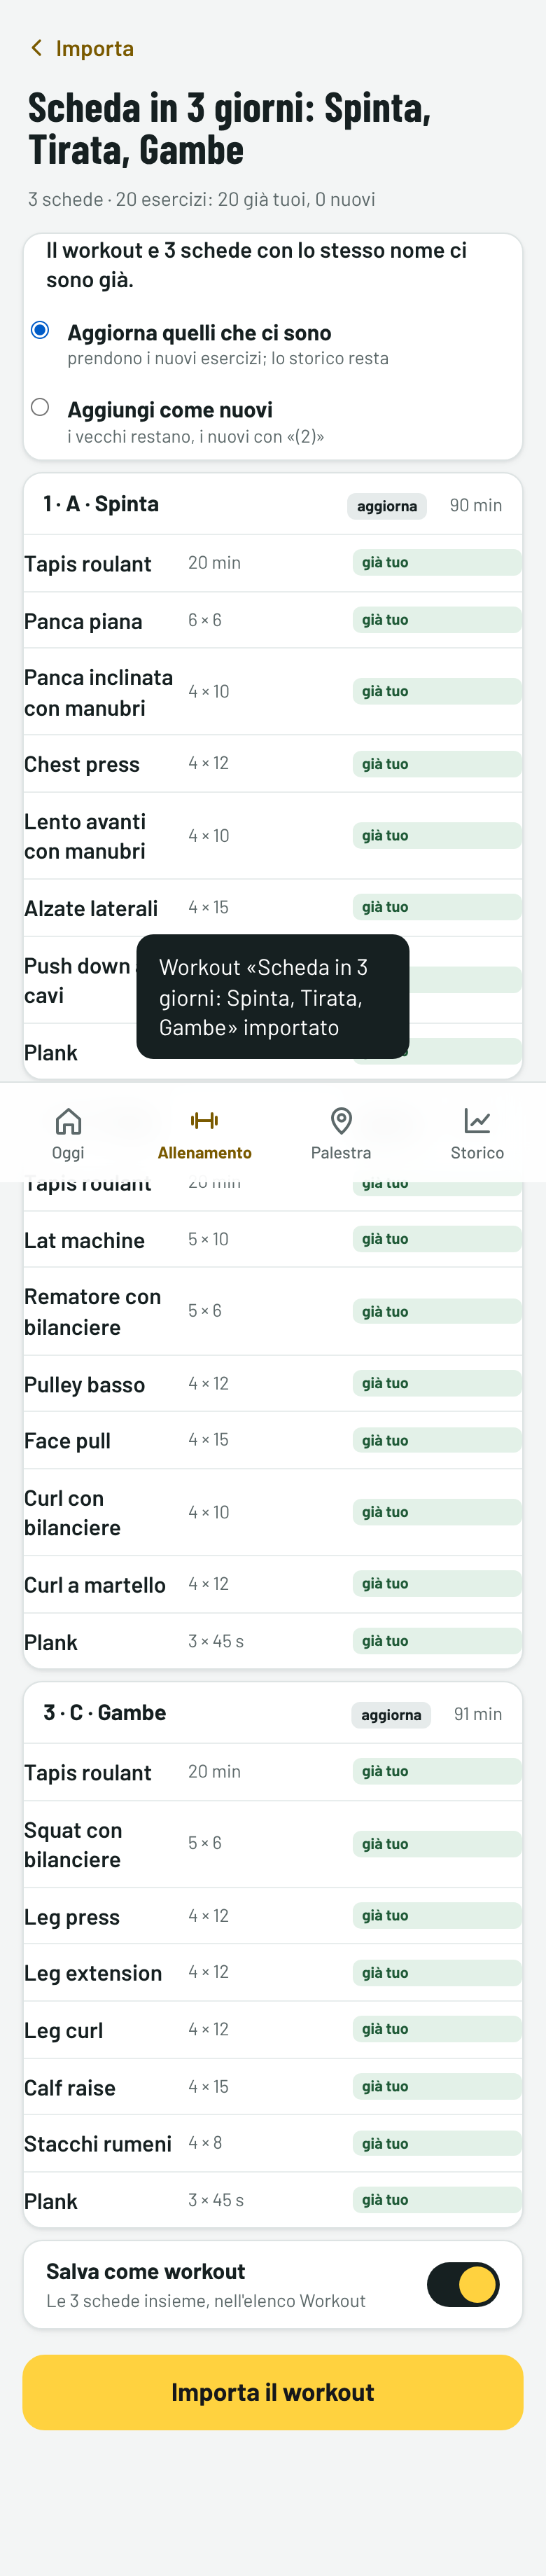 Importa
Scheda in 3 giorni: Spinta,
Tirata, Gambe
3 schede · 20 esercizi: 20 già tuoi, 0 nuovi
Il workout e 3 schede con lo stesso nome ci
sono già.
Aggiorna quelli che ci sono
prendono i nuovi esercizi; lo storico resta
Aggiungi come nuovi
i vecchi restano, i nuovi con «(2)»
1 · A · Spinta aggiorna 90 min
Tapis roulant 20 min già tuo
Panca piana 6 × 6 già tuo
Panca inclinata
con manubri 4 × 10 già tuo
Chest press 4 × 12 già tuo
Lento avanti
con manubri 4 × 10 già tuo
Alzate laterali 4 × 15 già tuo
Push down
cavi
Plank
Workout «Scheda in 3
giorni: Spinta, Tirata,
Gambe» importato
Oggi Allenamento Palestra Storico
Tapis roulant 20 min già tuo
Lat machine 5 × 10 già tuo
Rematore con
bilanciere 5 × 6 già tuo
Pulley basso 4 × 12 già tuo
Face pull 4 × 15 già tuo
Curl con
bilanciere 4 × 10 già tuo
Curl a martello 4 × 12 già tuo
Plank 3 × 45 s già tuo
3 · C · Gambe aggiorna 91 min
Tapis roulant 20 min già tuo
Squat con
bilanciere 5 × 6 già tuo
Leg press 4 × 12 già tuo
Leg extension 4 × 12 già tuo
Leg curl 4 × 12 già tuo
Calf raise 4 × 15 già tuo
Stacchi rumeni 4 × 8 già tuo
Plank 3 × 45 s già tuo
Salva come workout
Le 3 schede insieme, nell'elenco Workout
Importa il workout